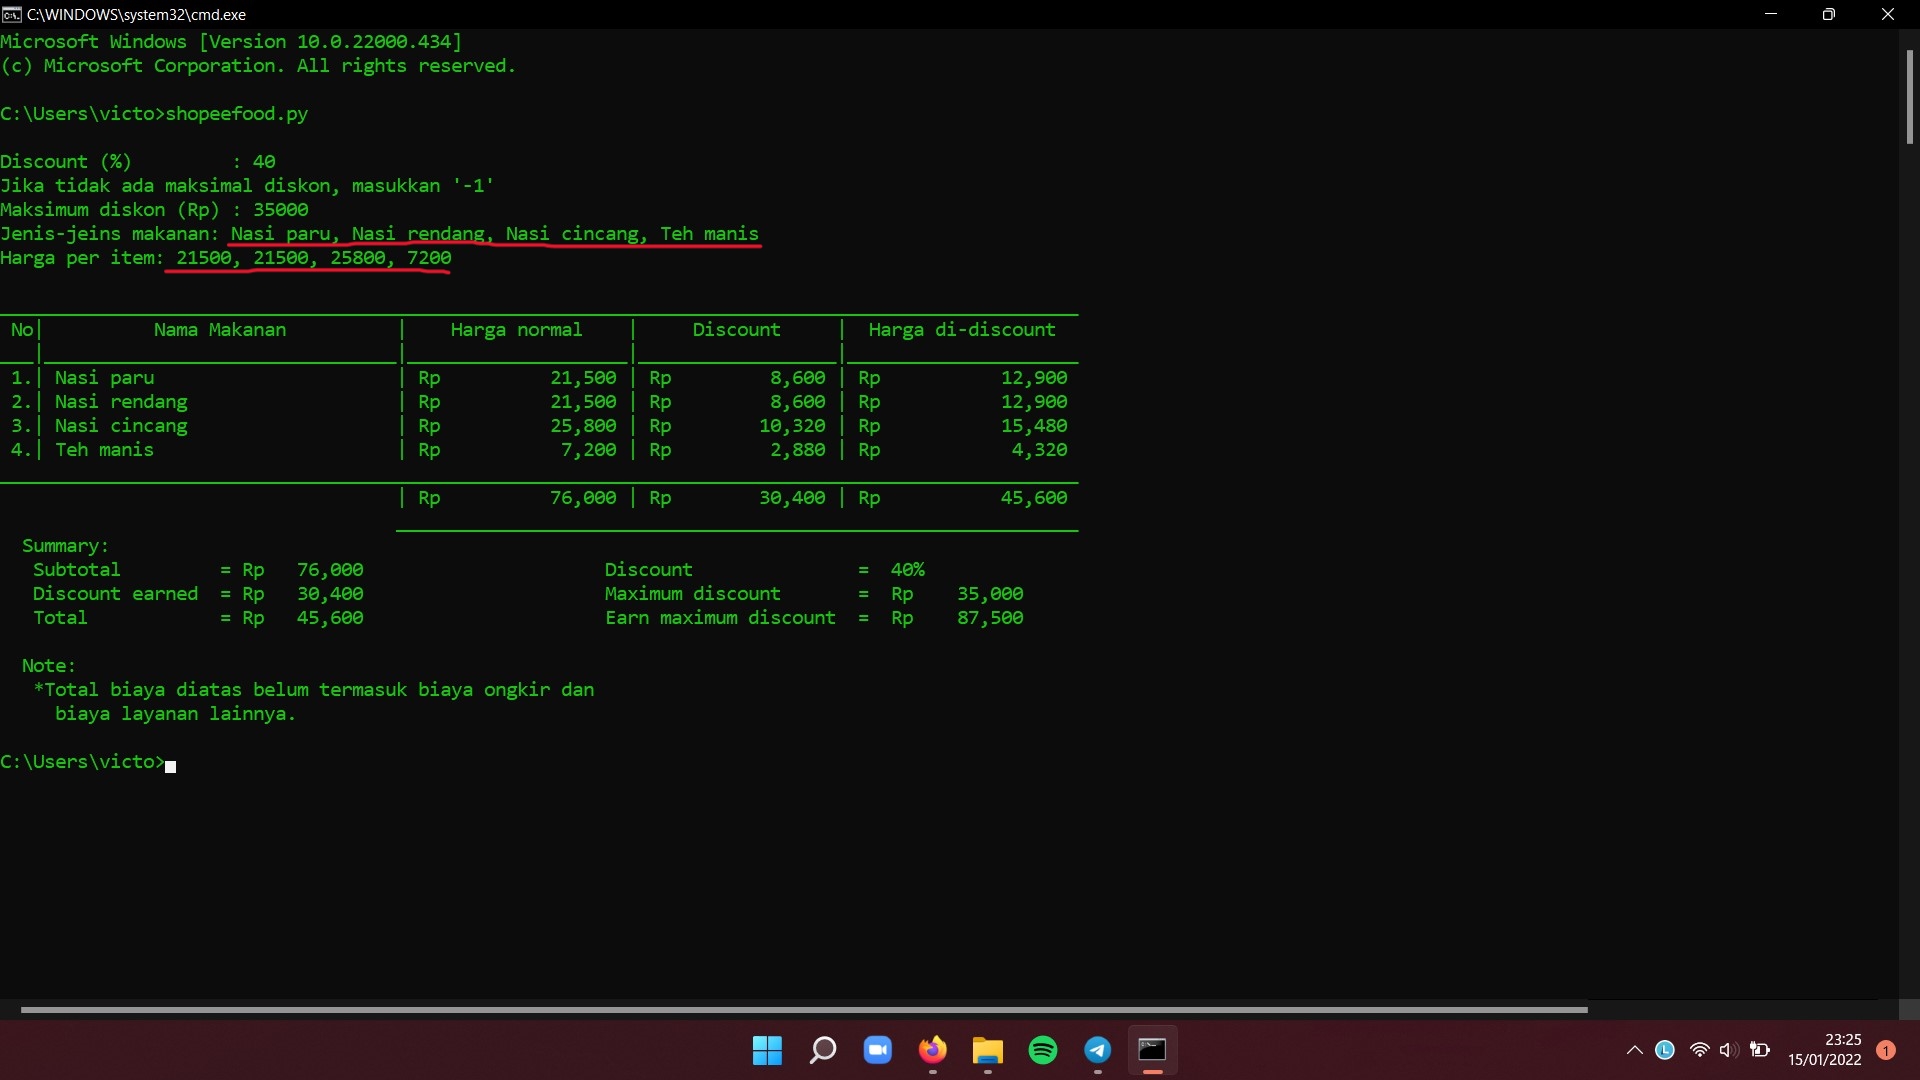 C:\WINDOWS\system32\cmd.exe
Microsoft Windows [Version 10.0.22000.434]
(c) Microsoft Corporation. All rights reserved.
C:\Users\victo>shopeefood.py
Discount (%) : 40
Jika tidak ada maksimal diskon, masukkan '-1'
Maksimum diskon (Rp) : 35000
Jenis-jeins makanan: Nasi paru, Nasi rendang, Nasi cincang, Teh manis
Harga per item: 21500, 21500, 25800, 7200
No| Nama Makanan | Harga normal | Discount | Harga di-discount
1.| Nasi paru | Rp 21,500 | Rp 8,600 | Rp 12,900
2.| Nasi rendang | Rp 21,500 | Rp 8,600 | Rp 12,900
3.| Nasi cincang | Rp 25,800 | Rp 10,320 | Rp 15,480
4.| Teh manis | Rp 7,200 | Rp 2,880 | Rp 4,320
| Rp 76,000 | Rp 30,400 | Rp 45,600
Summary:
Subtotal = Rp 76,000 Discount = 40%
Discount earned = Rp 30,400 Maximum discount = Rp 35,000
Total = Rp 45,600 Earn maximum discount = Rp 87,500
Note:
*Total biaya diatas belum termasuk biaya ongkir dan
biaya layanan lainnya.
C:\Users\victo>
23:25
15/01/2022
1